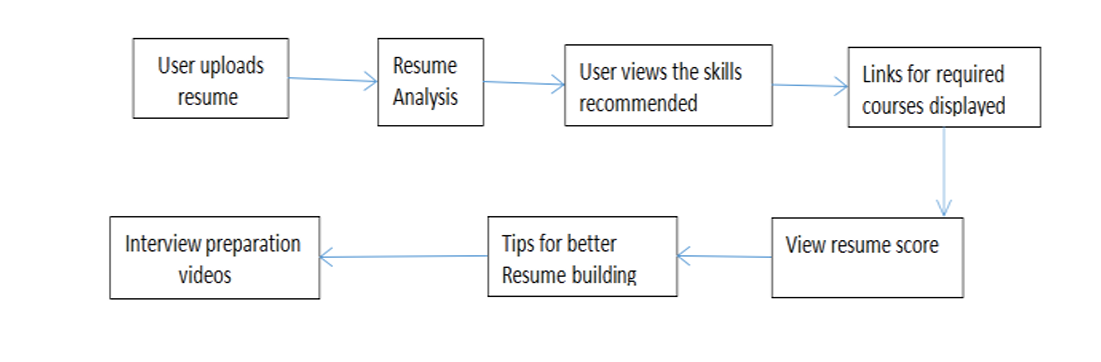 User uploads
resume
Resume
Analysis
User views the skills
recommended
Links for required
courses displayed
View resume score
Tips for better
Resume building
Interview preparation
videos